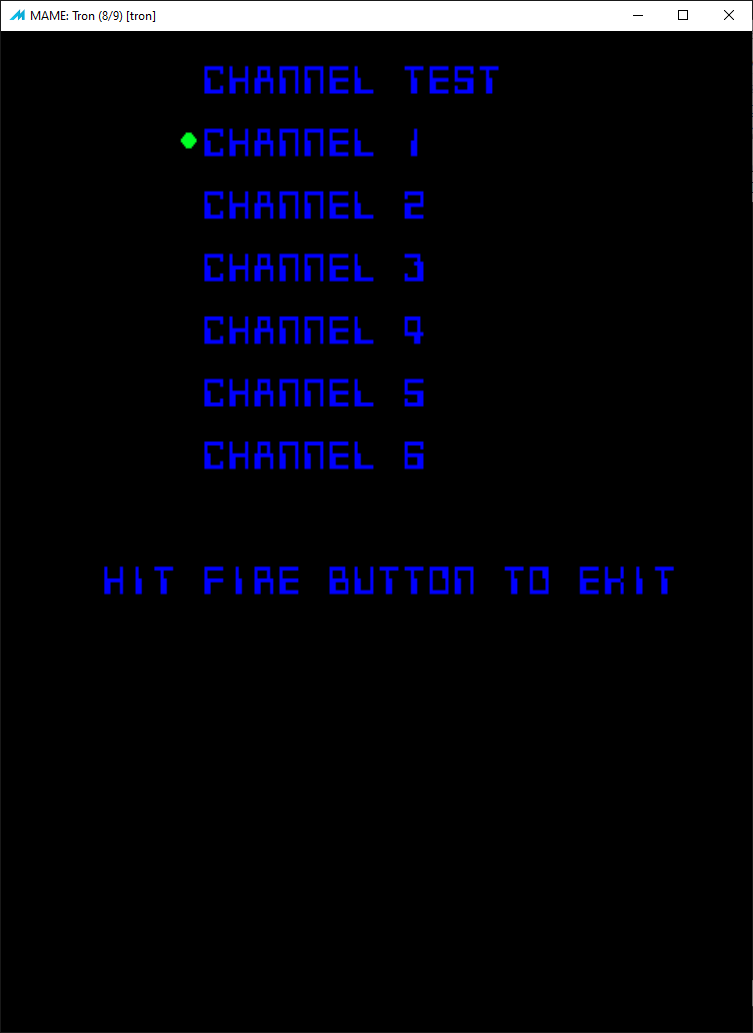 MAME: Tron (8/9) [tron]
CHANNEL TEST
CHANNEL 1
CHANNEL 2
CHANNEL 3
CHANNEL 4
CHANNEL 5
CHANNEL 6
HIT FIRE BUTTON TO EXIT